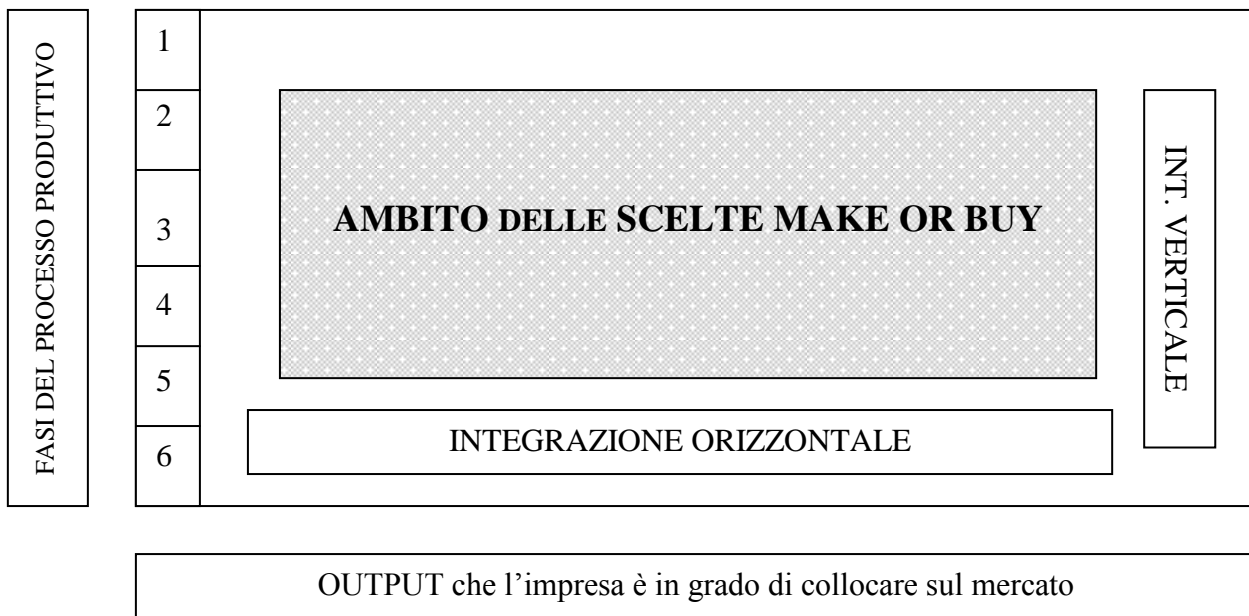 FASI DEL PROCESSO PRODUTTIVO
1
2
3
4
5
6
AMBITO DELLE SCELTE MAKE OR BUY
INT. VERTICALE
INTEGRAZIONE ORIZZONTALE
OUTPUT che l’impresa è in grado di collocare sul mercato